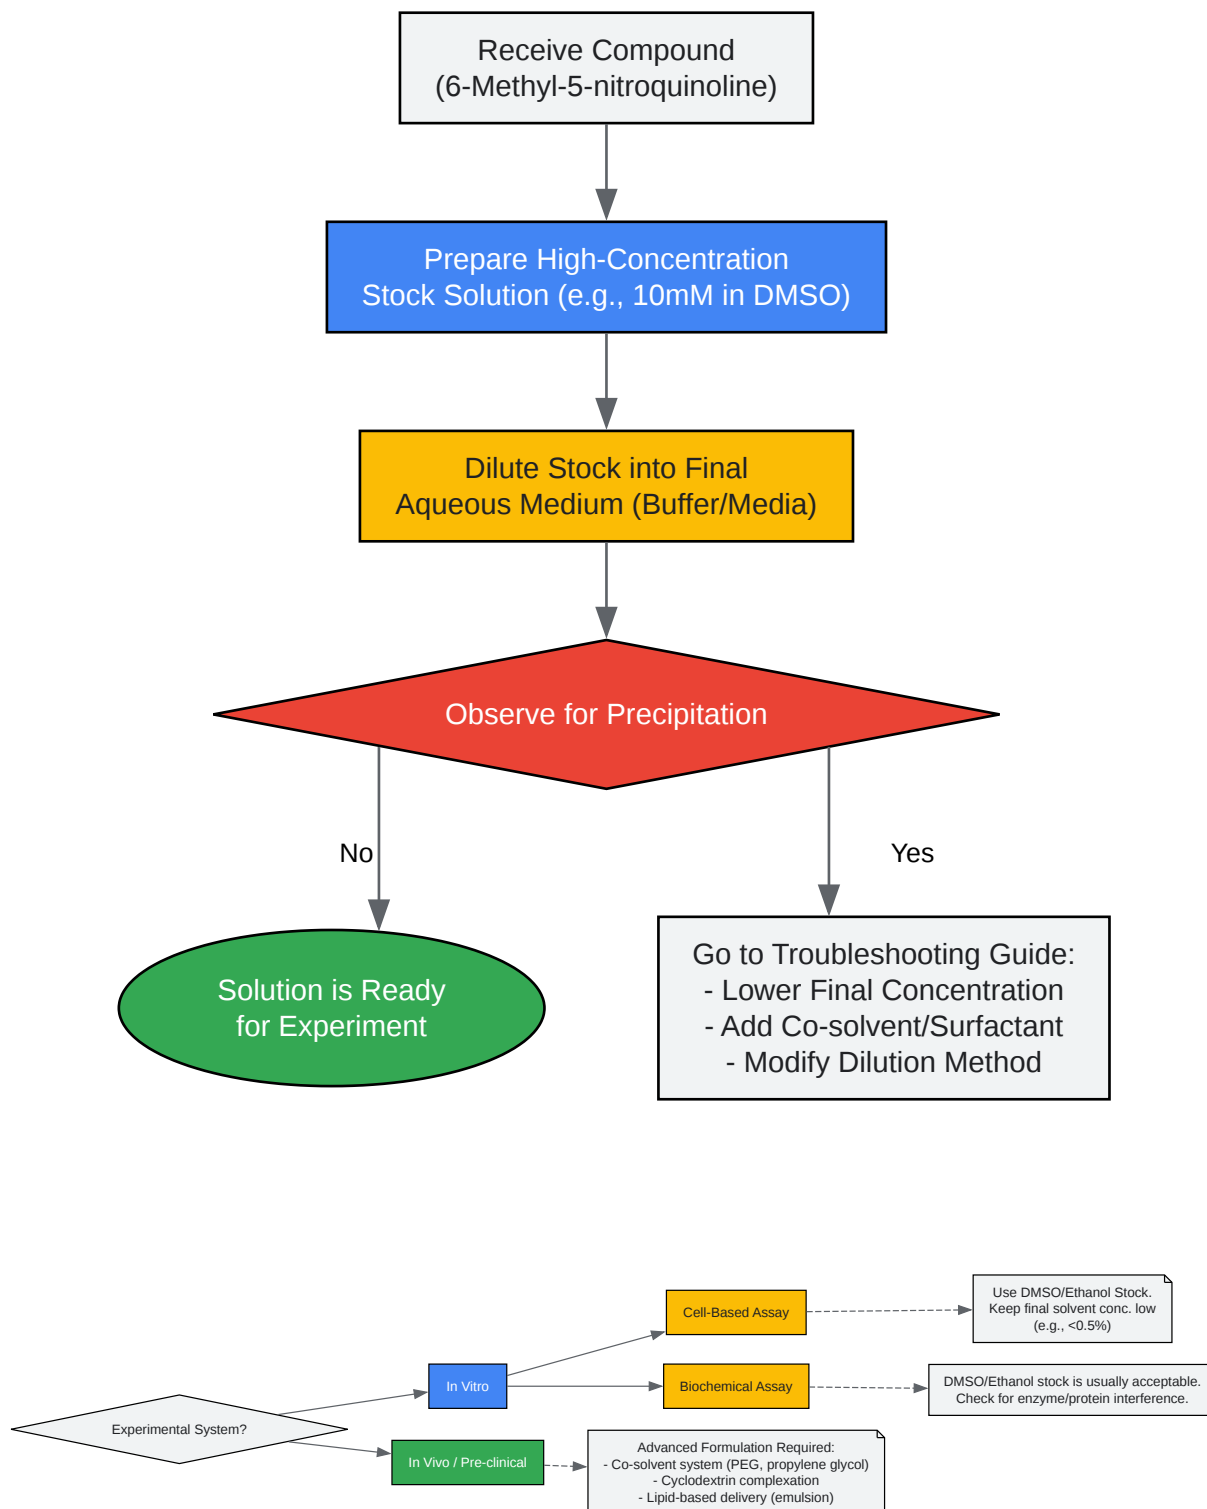 Receive Compound
(6-Methyl-5-nitroquinoline)
Prepare High-Concentration
Stock Solution (e.g., 10mM in DMSO)
Dilute Stock into Final
Aqueous Medium (Buffer/Media)
Observe for Precipitation
No
Yes
Solution is Ready
for Experiment
Go to Troubleshooting Guide:
- Lower Final Concentration
- Add Co-solvent/Surfactant
- Modify Dilution Method
Experimental System?
In Vitro
Cell-Based Assay
Use DMSO/Ethanol Stock.
Keep final solvent conc. low
(e.g., <0.5%)
Biochemical Assay
DMSO/Ethanol stock is usually acceptable.
Check for enzyme/protein interference.
In Vivo / Pre-clinical
Advanced Formulation Required:
- Co-solvent system (PEG, propylene glycol)
- Cyclodextrin complexation
- Lipid-based delivery (emulsion)